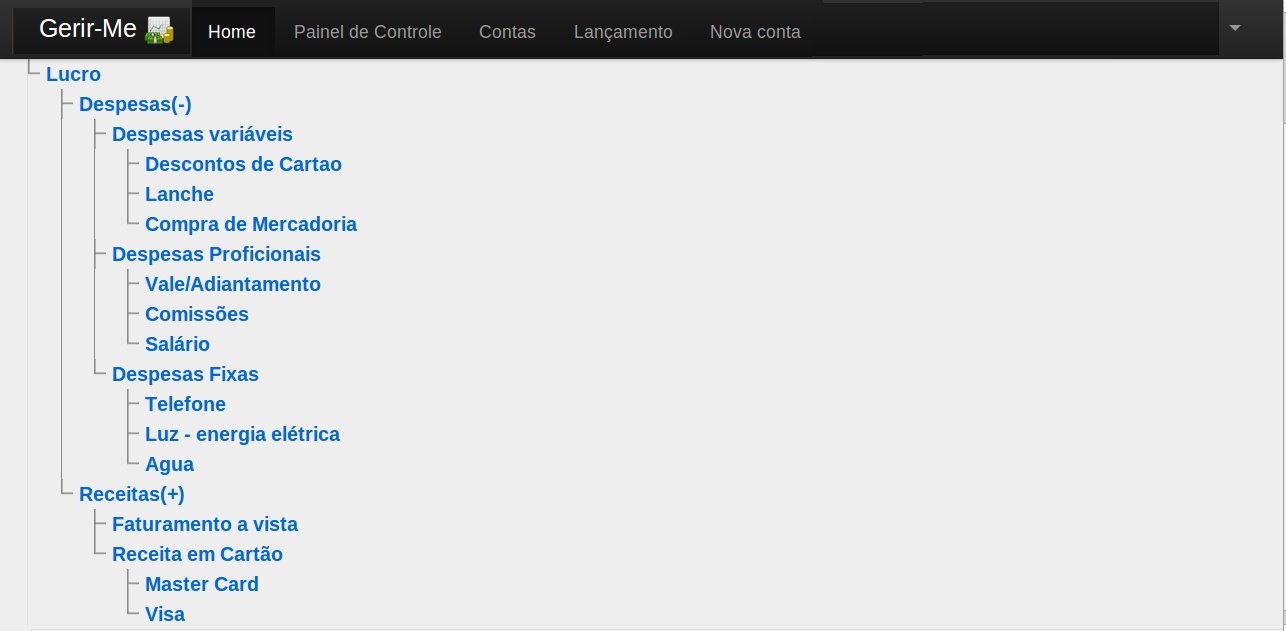 Gerir-Me Home Painel de Controle Contas Lançamento Nova conta
Lucro
Despesas(-)
Despesas variáveis
Descontos de Cartao
Lanche
Compra de Mercadoria
Despesas Proficionais
Vale/Adiantamento
Comissões
Salário
Despesas Fixas
Telefone
Luz - energia elétrica
Agua
Receitas(+)
Faturamento a vista
Receita em Cartão
Master Card
Visa